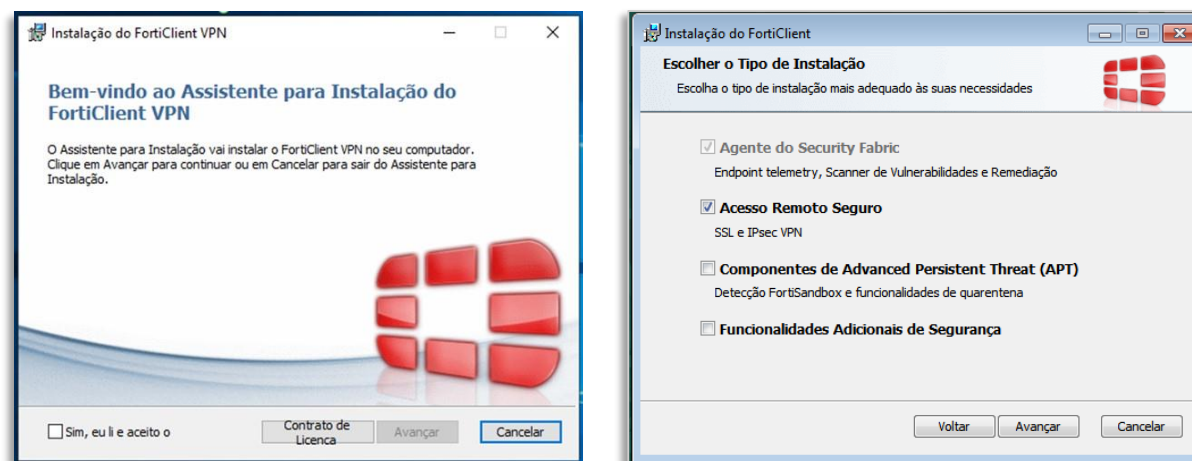 Instalação do FortiClient VPN
Bem-vindo ao Assistente para Instalação do
FortiClient VPN
O Assistente para Instalação vai instalar o FortiClient VPN no seu computador.
Clique em Avançar para continuar ou em Cancelar para sair do Assistente para
Instalação.
Sim, eu li e aceito o
Contrato de
Licença
Avançar
Cancelar
Instalação do FortiClient
Escolher o Tipo de Instalação
Escolha o tipo de instalação mais adequado às suas necessidades
Agente do Security Fabric
Endpoint telemetry, Scanner de Vulnerabilidades e Remediação
Acesso Remoto Seguro
SSL e IPsec VPN
Componentes de Advanced Persistent Threat (APT)
Detecção FortiSandbox e funcionalidades de quarentena
Funcionalidades Adicionais de Segurança
Voltar
Avançar
Cancelar